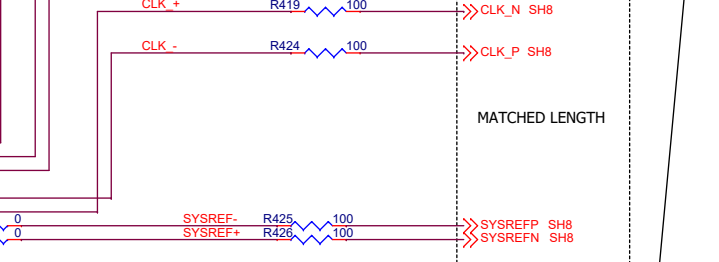 CLK_+ R419 100 CLK_N SH8
CLK_- R424 100 CLK_P SH8
MATCHED LENGTH
0 SYSREF- R425 100 SYSREFP SH8
0 SYSREF+ R426 100 SYSREFN SH8